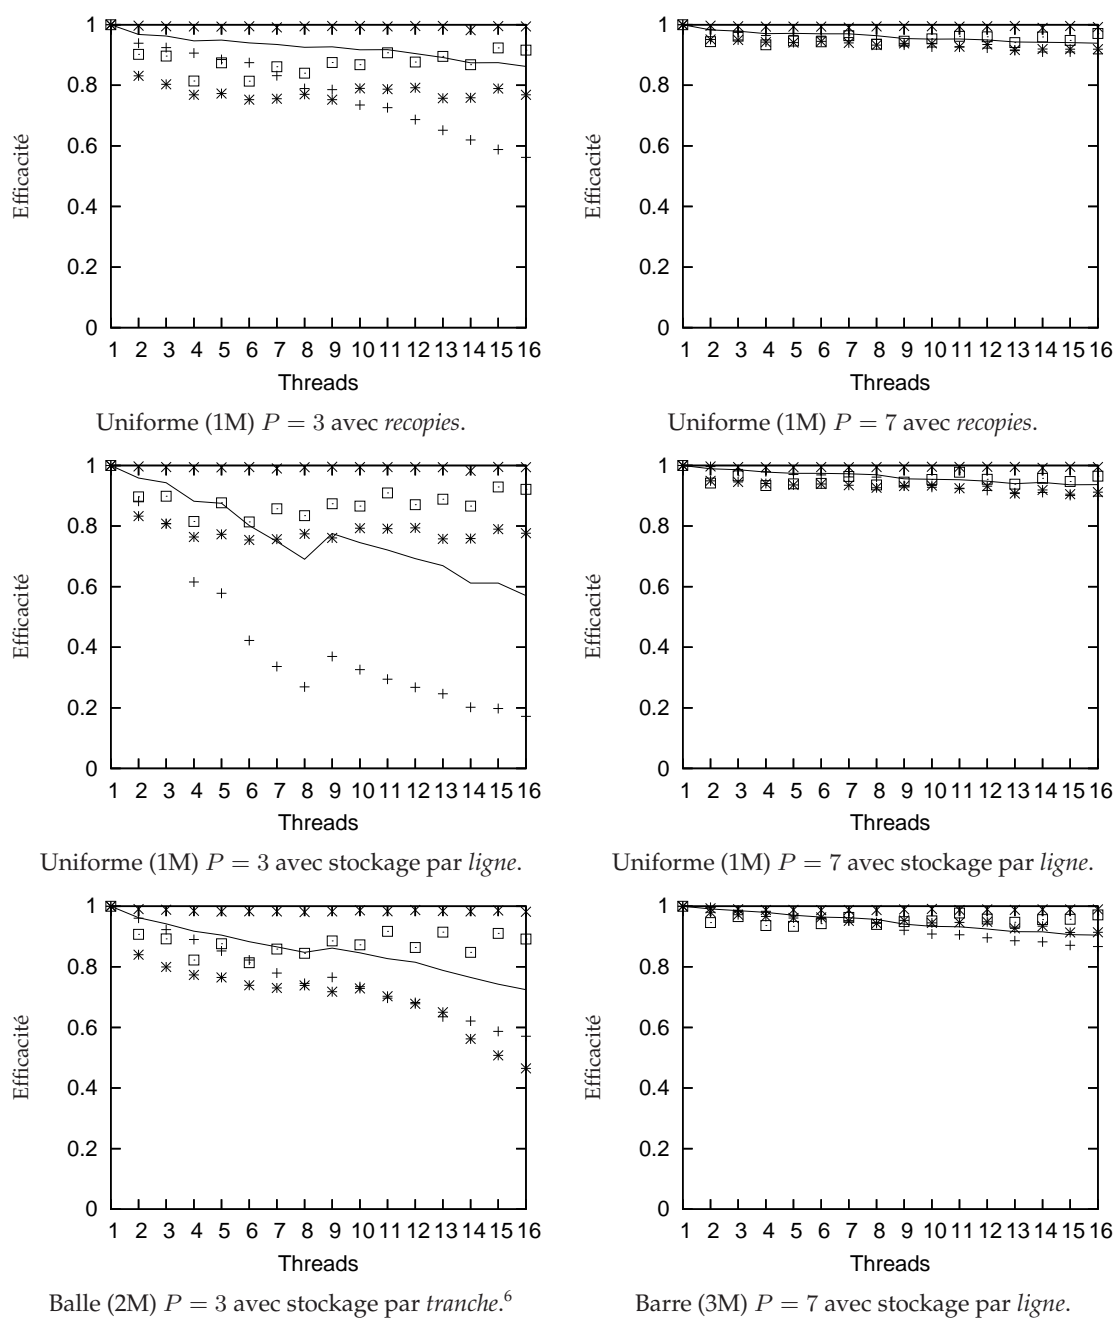 1
0.8
0.6
0.4
0.2
0
Efficacité
1 2 3 4 5 6 7 8 9 10 11 12 13 14 15 16
Threads
Uniforme (1M) P = 3 avec recopies.
1
0.8
0.6
0.4
0.2
0
Efficacité
1 2 3 4 5 6 7 8 9 10 11 12 13 14 15 16
Threads
Uniforme (1M) P = 7 avec recopies.
1
0.8
0.6
0.4
0.2
0
Efficacité
1 2 3 4 5 6 7 8 9 10 11 12 13 14 15 16
Threads
Uniforme (1M) P = 3 avec stockage par ligne.
1
0.8
0.6
0.4
0.2
0
Efficacité
1 2 3 4 5 6 7 8 9 10 11 12 13 14 15 16
Threads
Uniforme (1M) P = 7 avec stockage par ligne.
1
0.8
0.6
0.4
0.2
0
Efficacité
1 2 3 4 5 6 7 8 9 10 11 12 13 14 15 16
Threads
Balle (2M) P = 3 avec stockage par tranche.⁶
1
0.8
0.6
0.4
0.2
0
Efficacité
1 2 3 4 5 6 7 8 9 10 11 12 13 14 15 16
Threads
Barre (3M) P = 7 avec stockage par ligne.